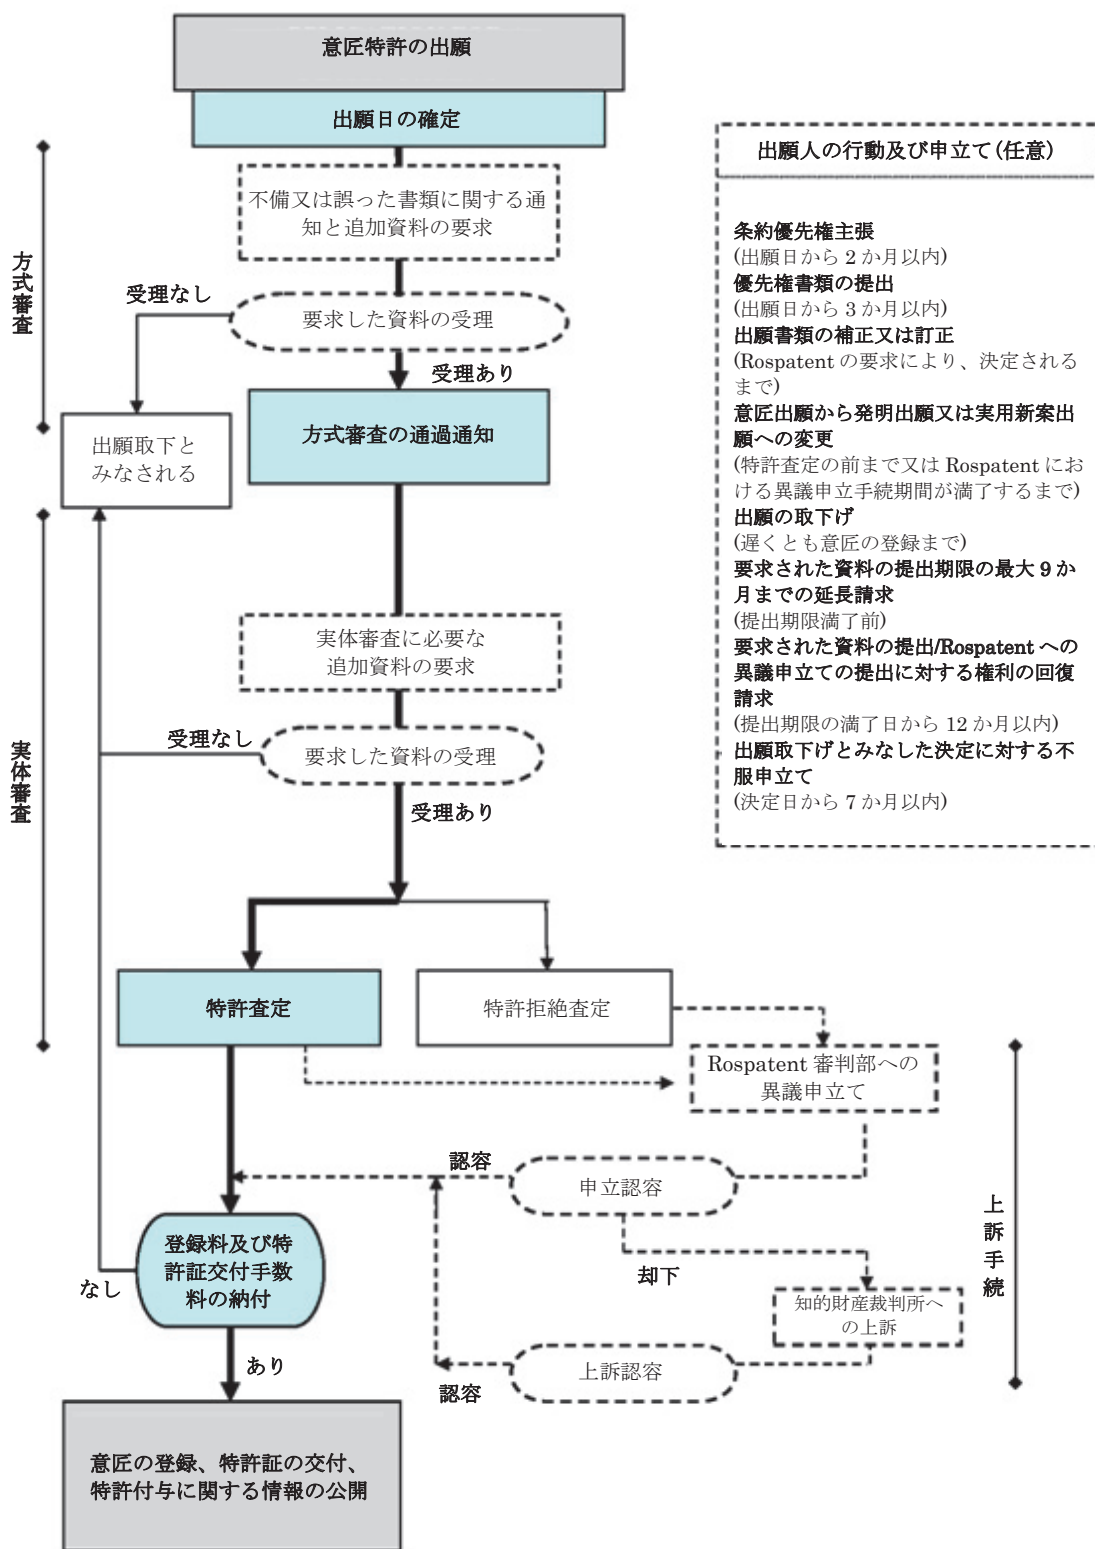 意匠特許の出願
出願日の確定
不備又は誤った書類に関する通
知と追加資料の要求
方式審査
受理なし
要求した資料の受理
受理あり
出願取下と
みなされる
方式審査の通過通知
実体審査に必要な
追加資料の要求
実体審査
受理なし
要求した資料の受理
受理あり
特許査定
特許拒絶査定
Rospatent 審判部への
異議申立て
認容
申立認容
却下
上訴手続
登録料及び特
許証交付手数
料の納付
なし
知的財産裁判所へ
の上訴
あり
認容
上訴認容
意匠の登録、特許証の交付、
特許付与に関する情報の公開
出願人の行動及び申立て(任意)
条約優先権主張
(出願日から 2 か月以内)
優先権書類の提出
(出願日から 3 か月以内)
出願書類の補正又は訂正
(Rospatent の要求により、決定される
まで)
意匠出願から発明出願又は実用新案出
願への変更
(特許査定の前まで又は Rospatent にお
ける異議申立手続期間が満了するまで)
出願の取下げ
(遅くとも意匠の登録まで)
要求された資料の提出期限の最大 9 か
月までの延長請求
(提出期限満了前)
要求された資料の提出/Rospatent への
異議申立ての提出に対する権利の回復
請求
(提出期限の満了日から 12 か月以内)
出願取下げとみなした決定に対する不
服申立て
(決定日から 7 か月以内)